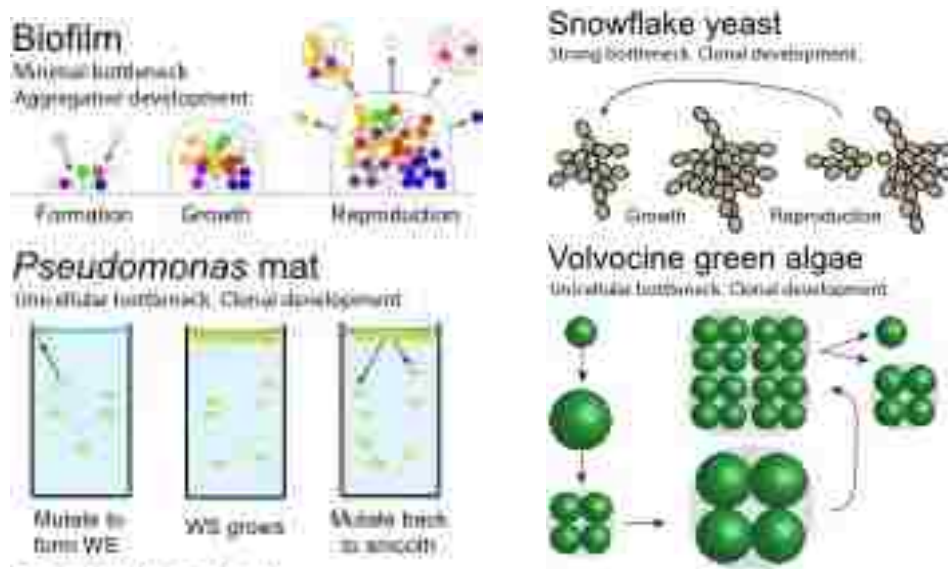 Biofilm
Minimal bottleneck
Aggregative development
Formation
Growth
Reproduction
Snowflake yeast
Strong bottleneck. Clonal development.
Growth
Reproduction
Pseudomonas mat
Unicellular bottleneck. Clonal development
Mutate to
form WS
WS grows
Mutate back
to smooth
Volvocine green algae
Unicellular bottleneck. Clonal development